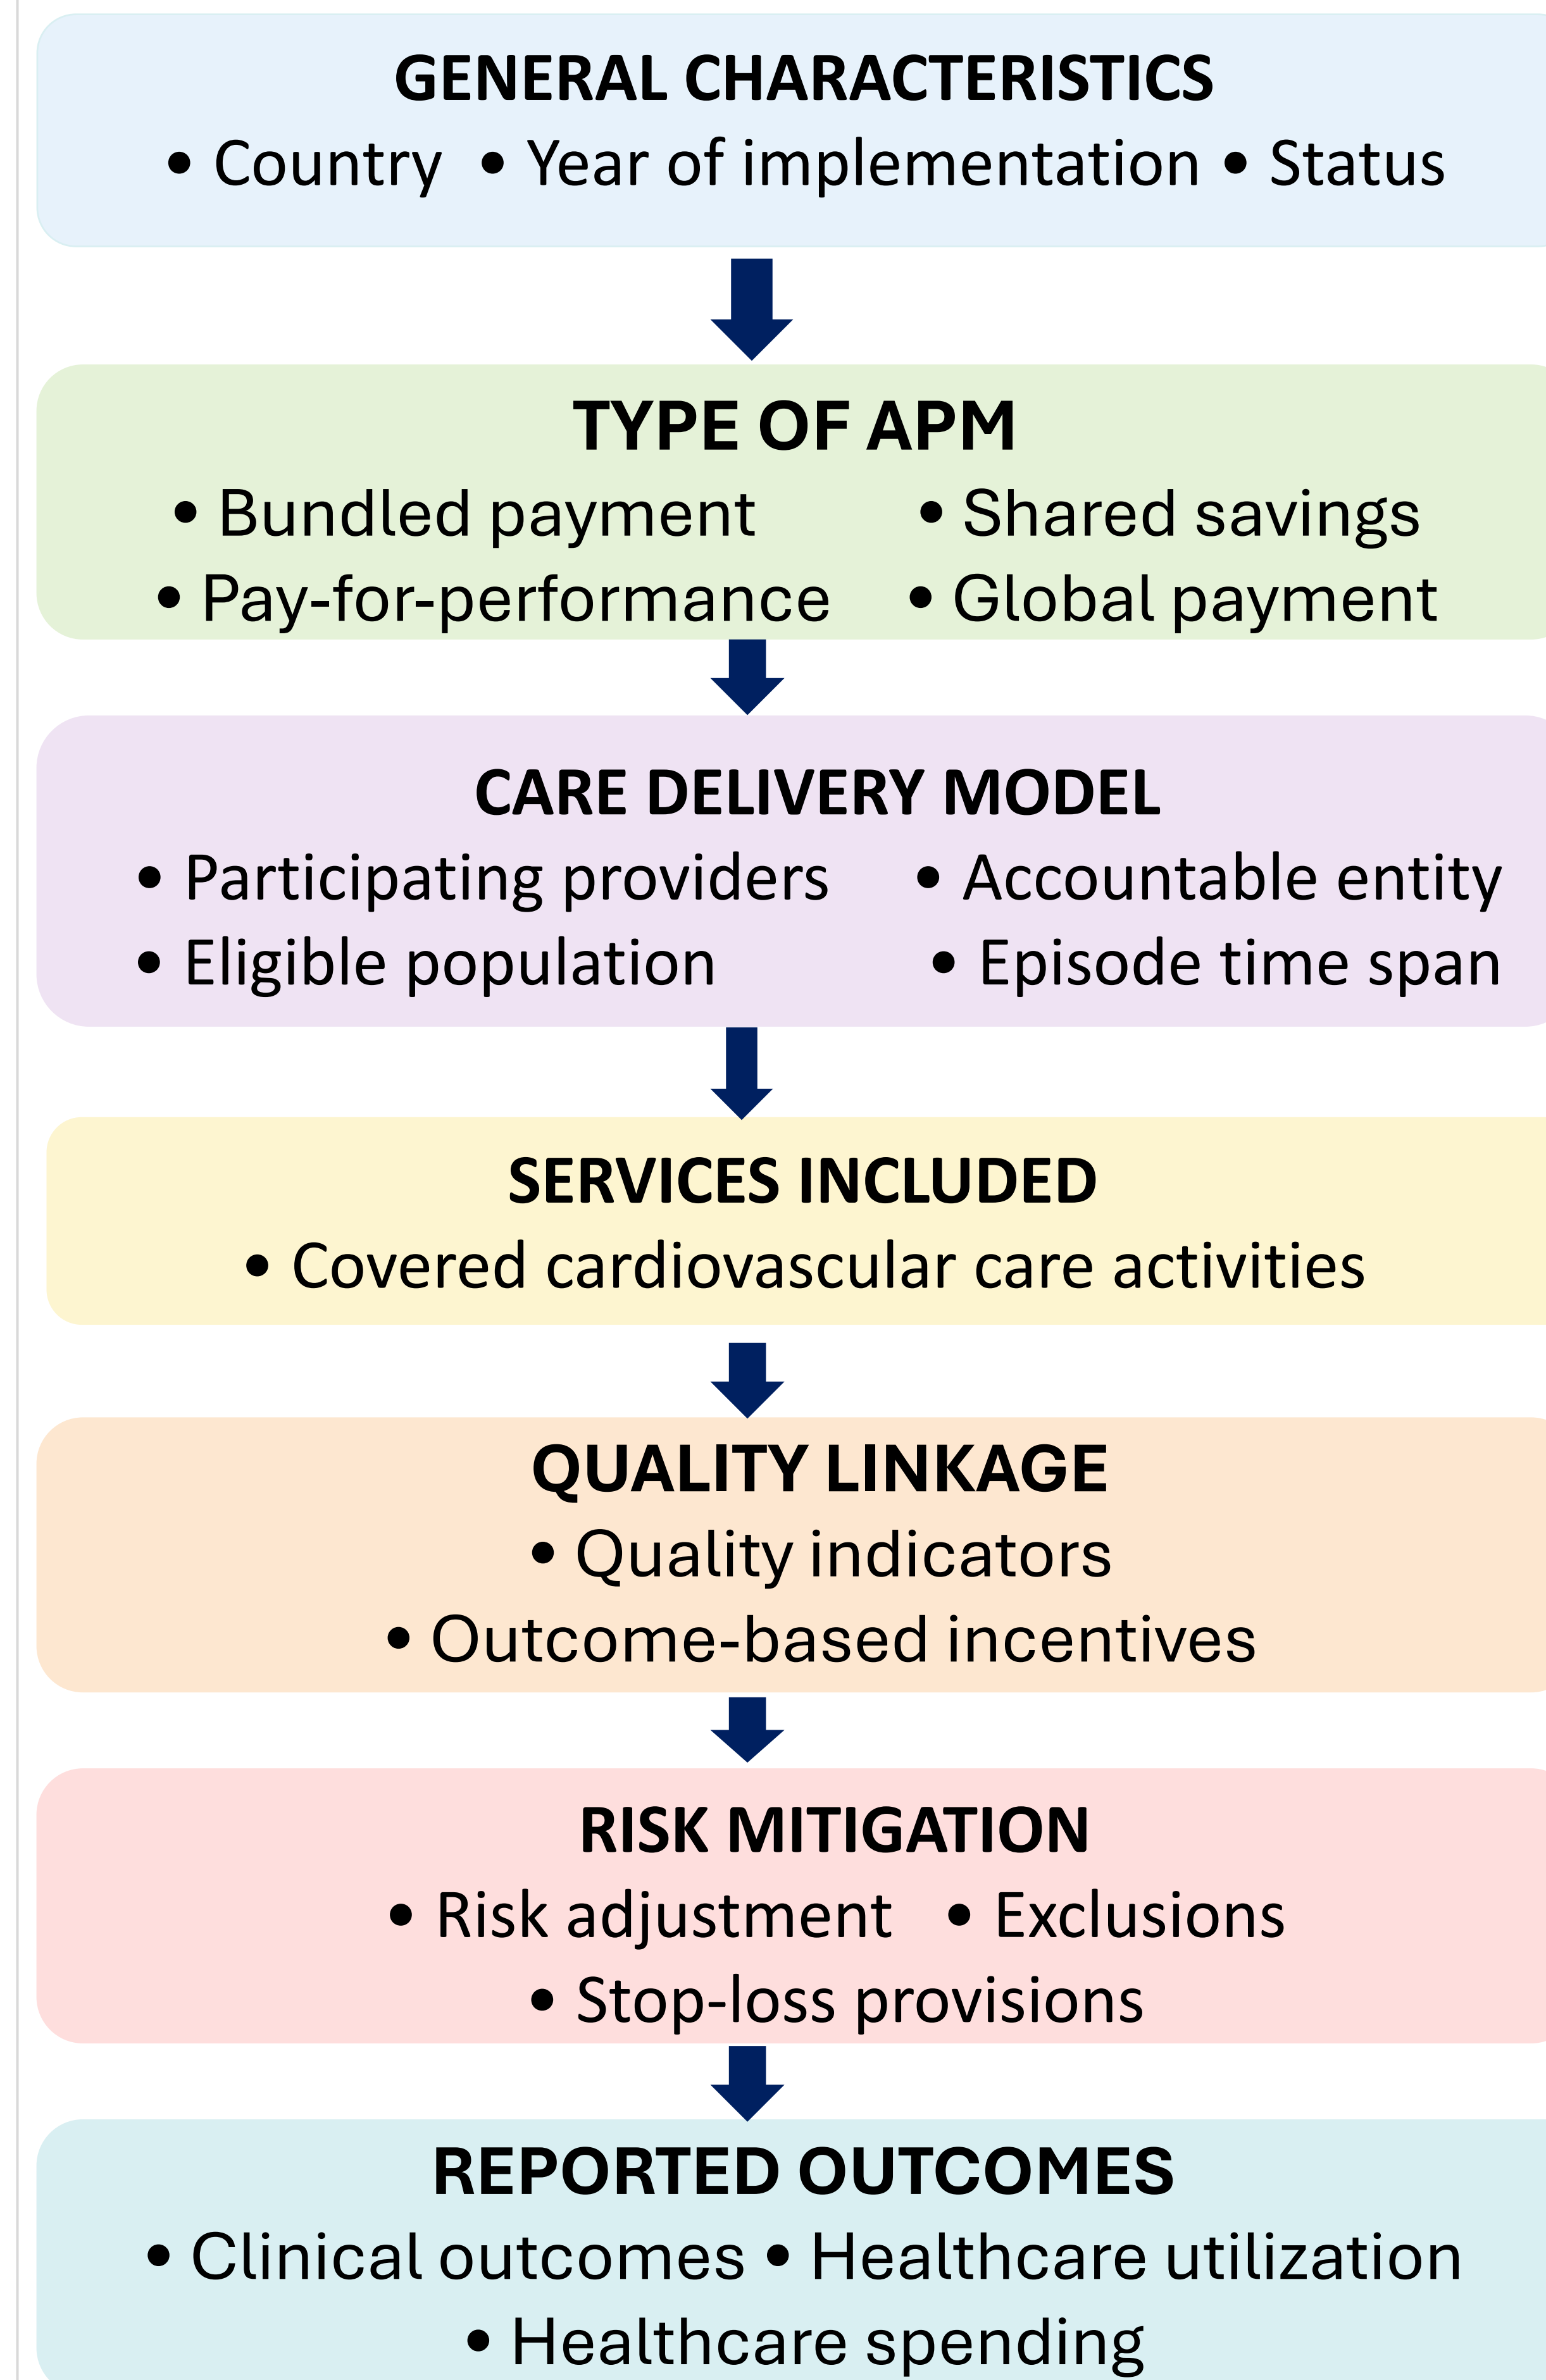 GENERAL CHARACTERISTICS
• Country • Year of implementation • Status
TYPE OF APM
• Bundled payment • Shared savings
• Pay-for-performance • Global payment
CARE DELIVERY MODEL
• Participating providers • Accountable entity
• Eligible population • Episode time span
SERVICES INCLUDED
• Covered cardiovascular care activities
QUALITY LINKAGE
• Quality indicators
• Outcome-based incentives
RISK MITIGATION
• Risk adjustment • Exclusions
• Stop-loss provisions
REPORTED OUTCOMES
• Clinical outcomes • Healthcare utilization
• Healthcare spending